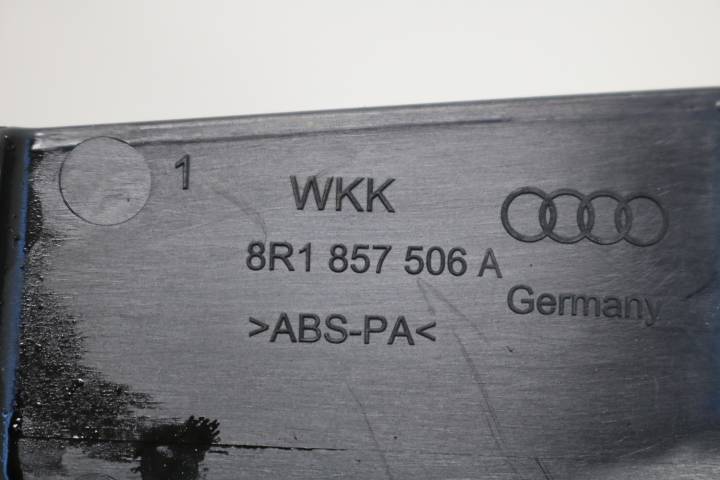 1
WKK
8R1 857 506 A
Germany
>ABS-PA<